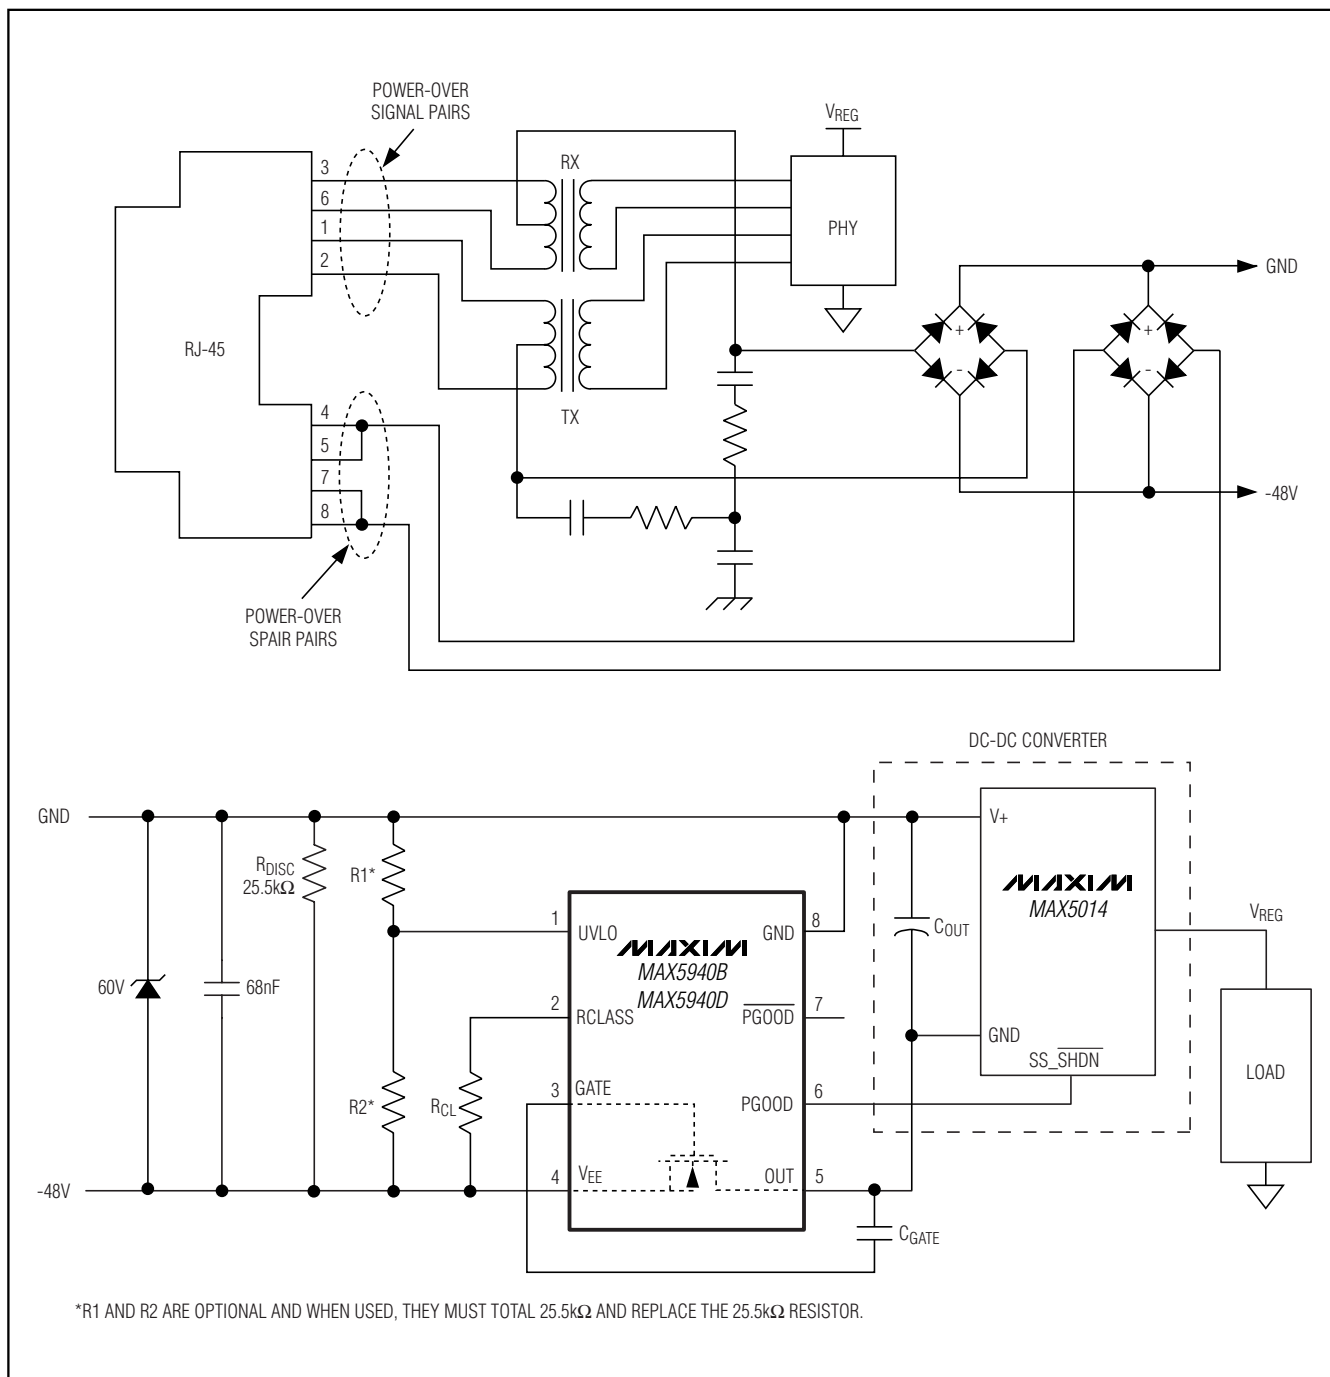 POWER-OVER
SIGNAL PAIRS
VREG
3
RX
6
1
PHY
2
GND
+
+
RJ-45
-
-
4
TX
5
7
-48V
8
POWER-OVER
SPAIR PAIRS
DC-DC CONVERTER
GND
V+
RDISC
25.5kΩ
R1*
MAXIM
MAX5014
VREG
1
UVLO
MAXIM
GND
8
COUT
MAX5940B
60V
68nF
MAX5940D
2
RCLASS
PGOOD
7
GND
SS_SHDN
LOAD
3
GATE
6
R2*
RCL
PGOOD
-48V
4
VEE
OUT
5
CGATE
*R1 AND R2 ARE OPTIONAL AND WHEN USED, THEY MUST TOTAL 25.5kΩ AND REPLACE THE 25.5kΩ RESISTOR.